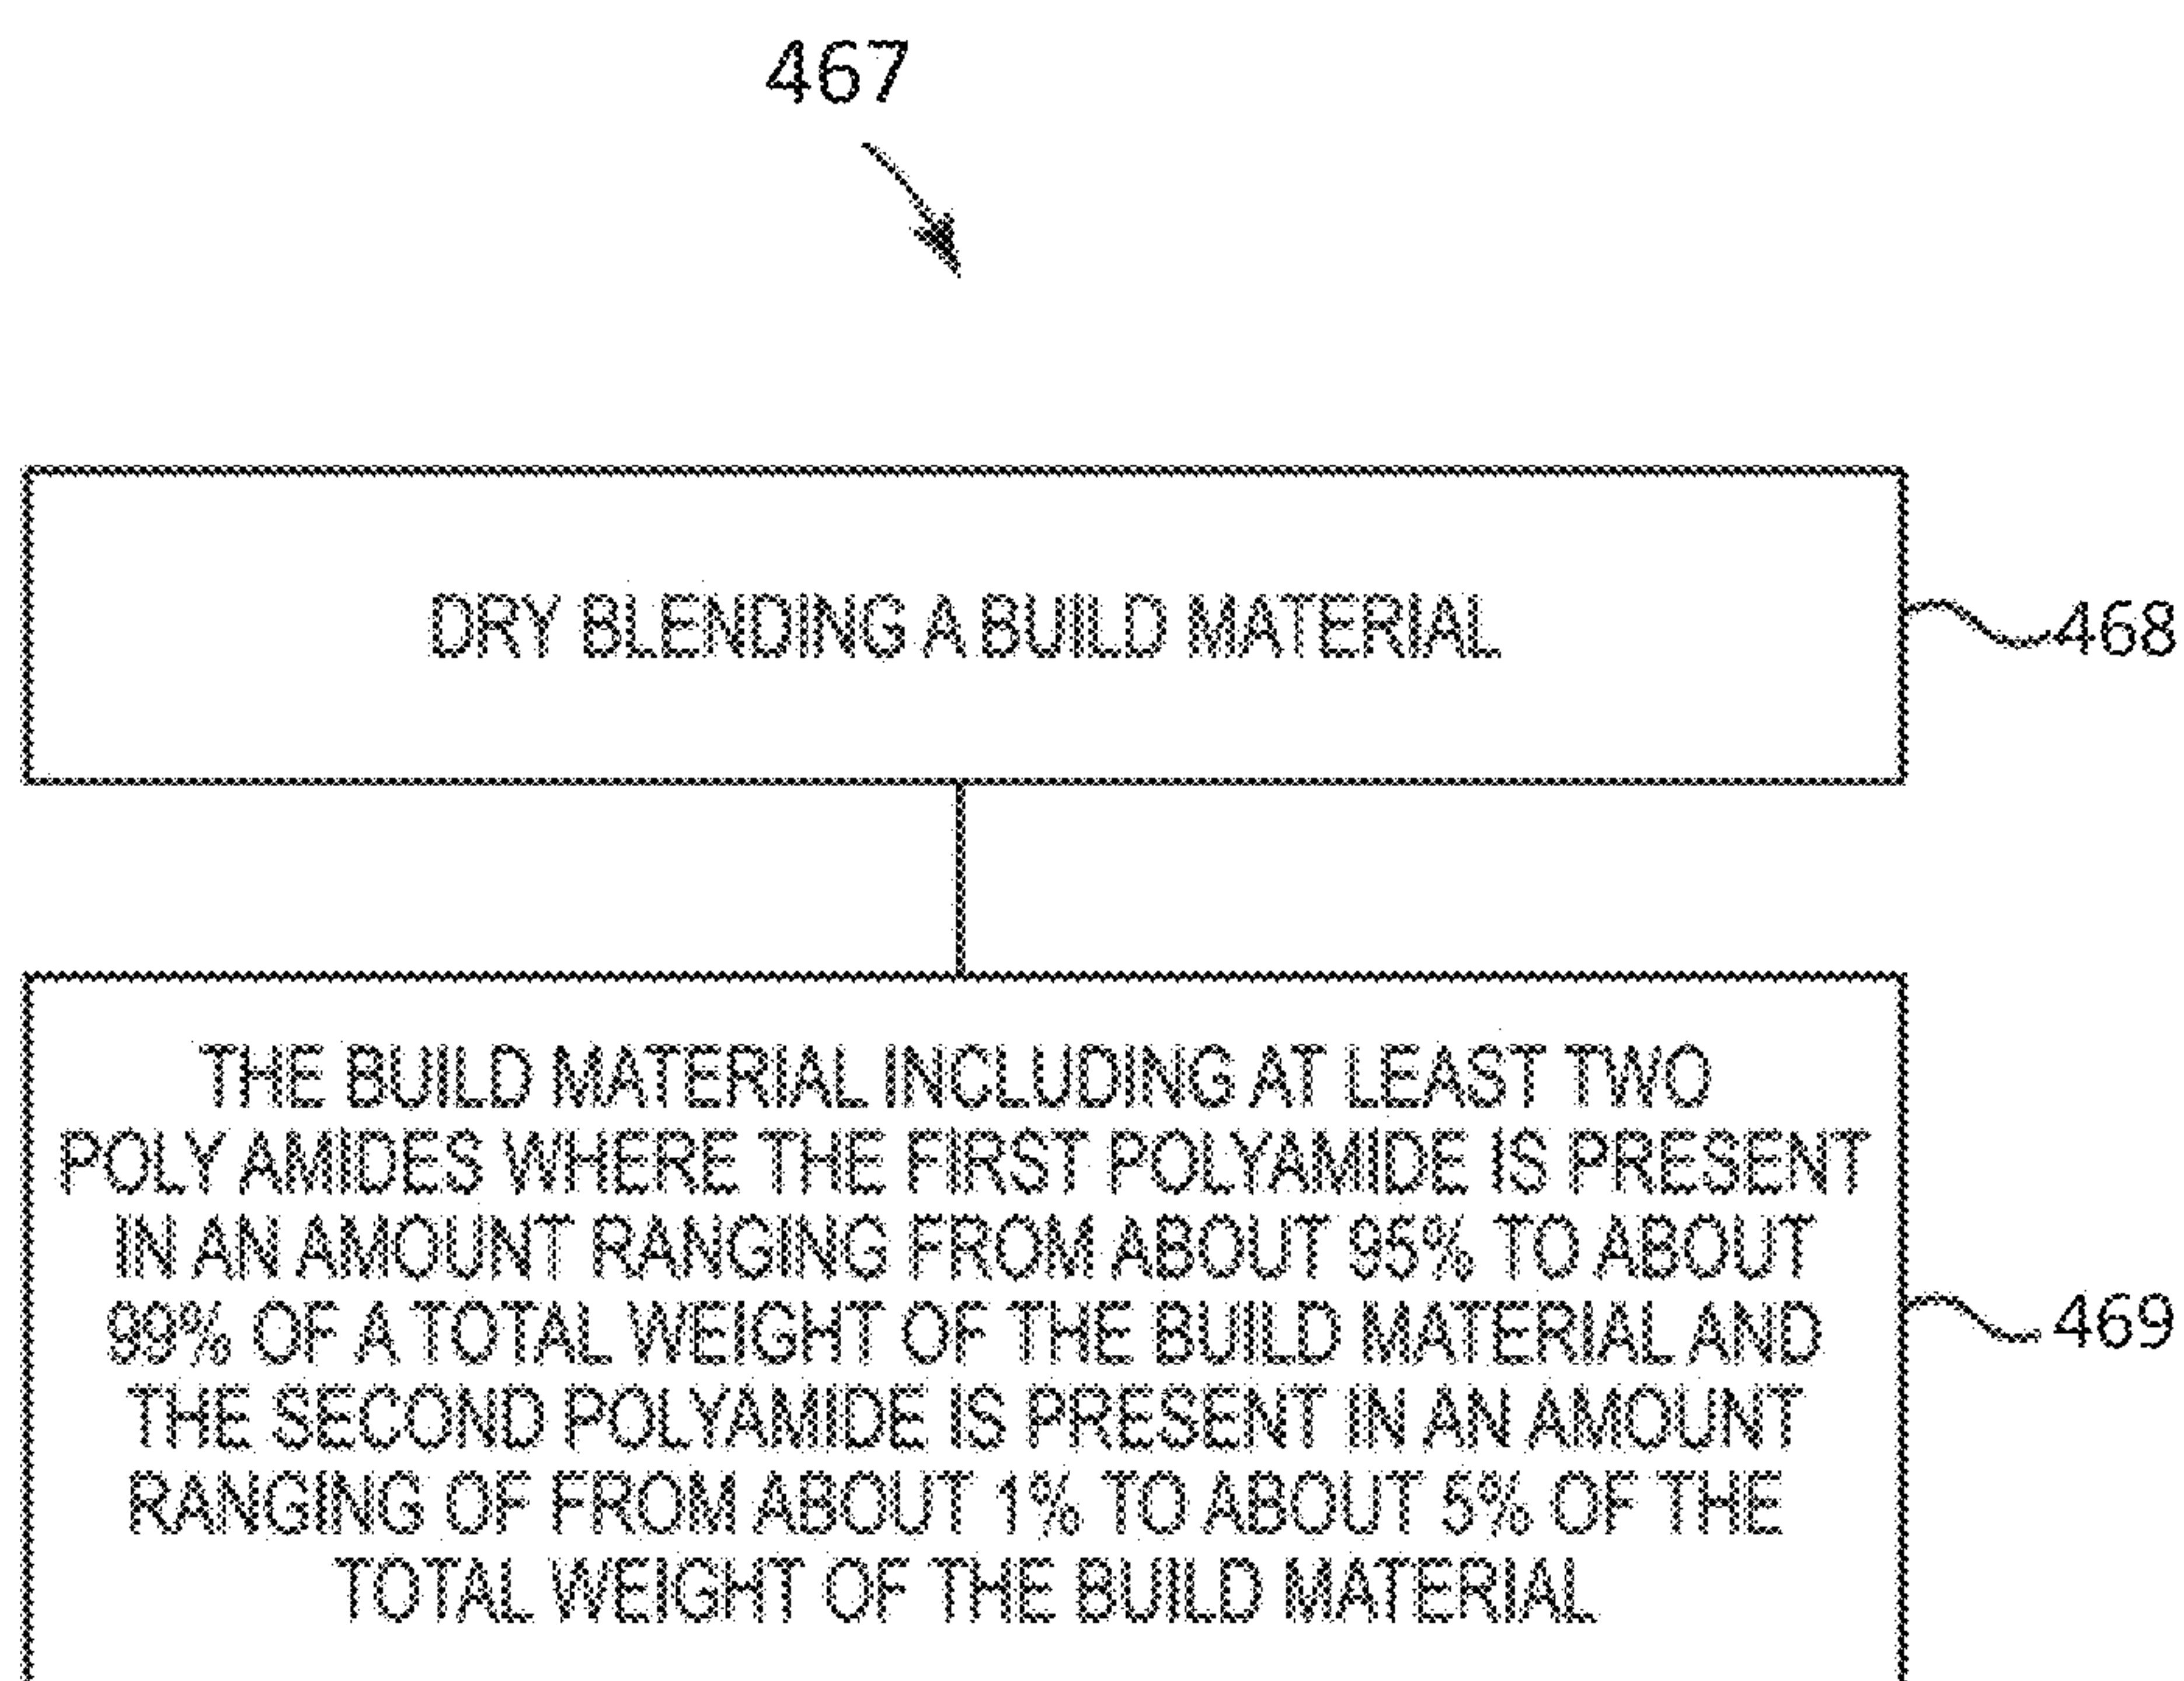 467
DRY BLENDING A BUILD MATERIAL
468
THE BUILD MATERIAL INCLUDING AT LEAST TWO
POLY AMIDES WHERE THE FIRST POLYAMIDE IS PRESENT
IN AN AMOUNT RANGING FROM ABOUT 95% TO ABOUT
99% OF A TOTAL WEIGHT OF THE BUILD MATERIAL AND
THE SECOND POLYAMIDE IS PRESENT IN AN AMOUNT
RANGING OF FROM ABOUT 1% TO ABOUT 5% OF THE
TOTAL WEIGHT OF THE BUILD MATERIAL
469